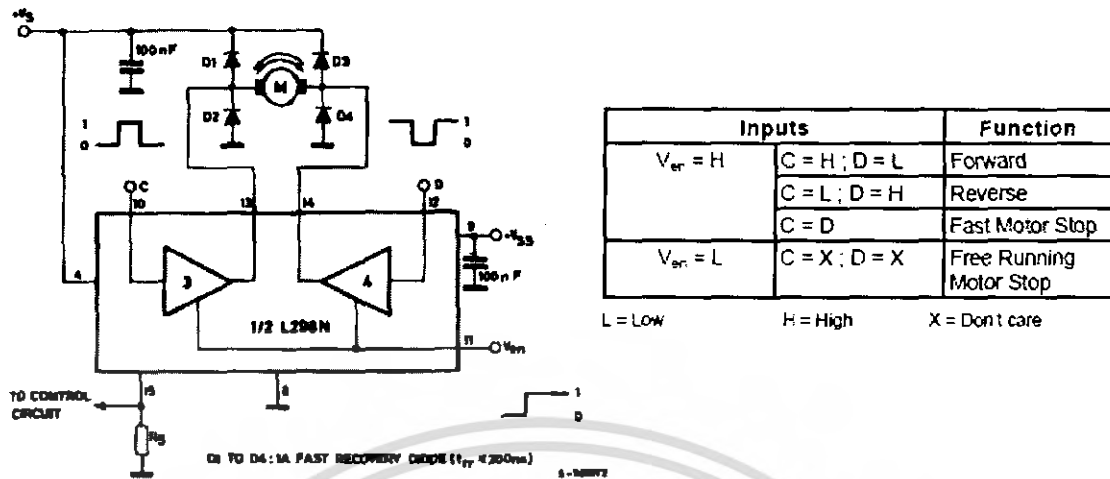 +Vs
100nF
D1
D3
M
D2
D4
1
0
1
0
C
D
10
13
14
12
9
+Vss
100nF
4
3
4
1/2 L298N
11
Ven
15
8
TO CONTROL
CIRCUIT
RS
1
0
D1 TO D4 : 1A FAST RECOVERY DIODE (trr ≤ 200ns)
Inputs Function
Ven = H C = H ; D = L Forward
C = L ; D = H Reverse
C = D Fast Motor Stop
Ven = L C = X ; D = X Free Running
Motor Stop
L = Low H = High X = Don't care